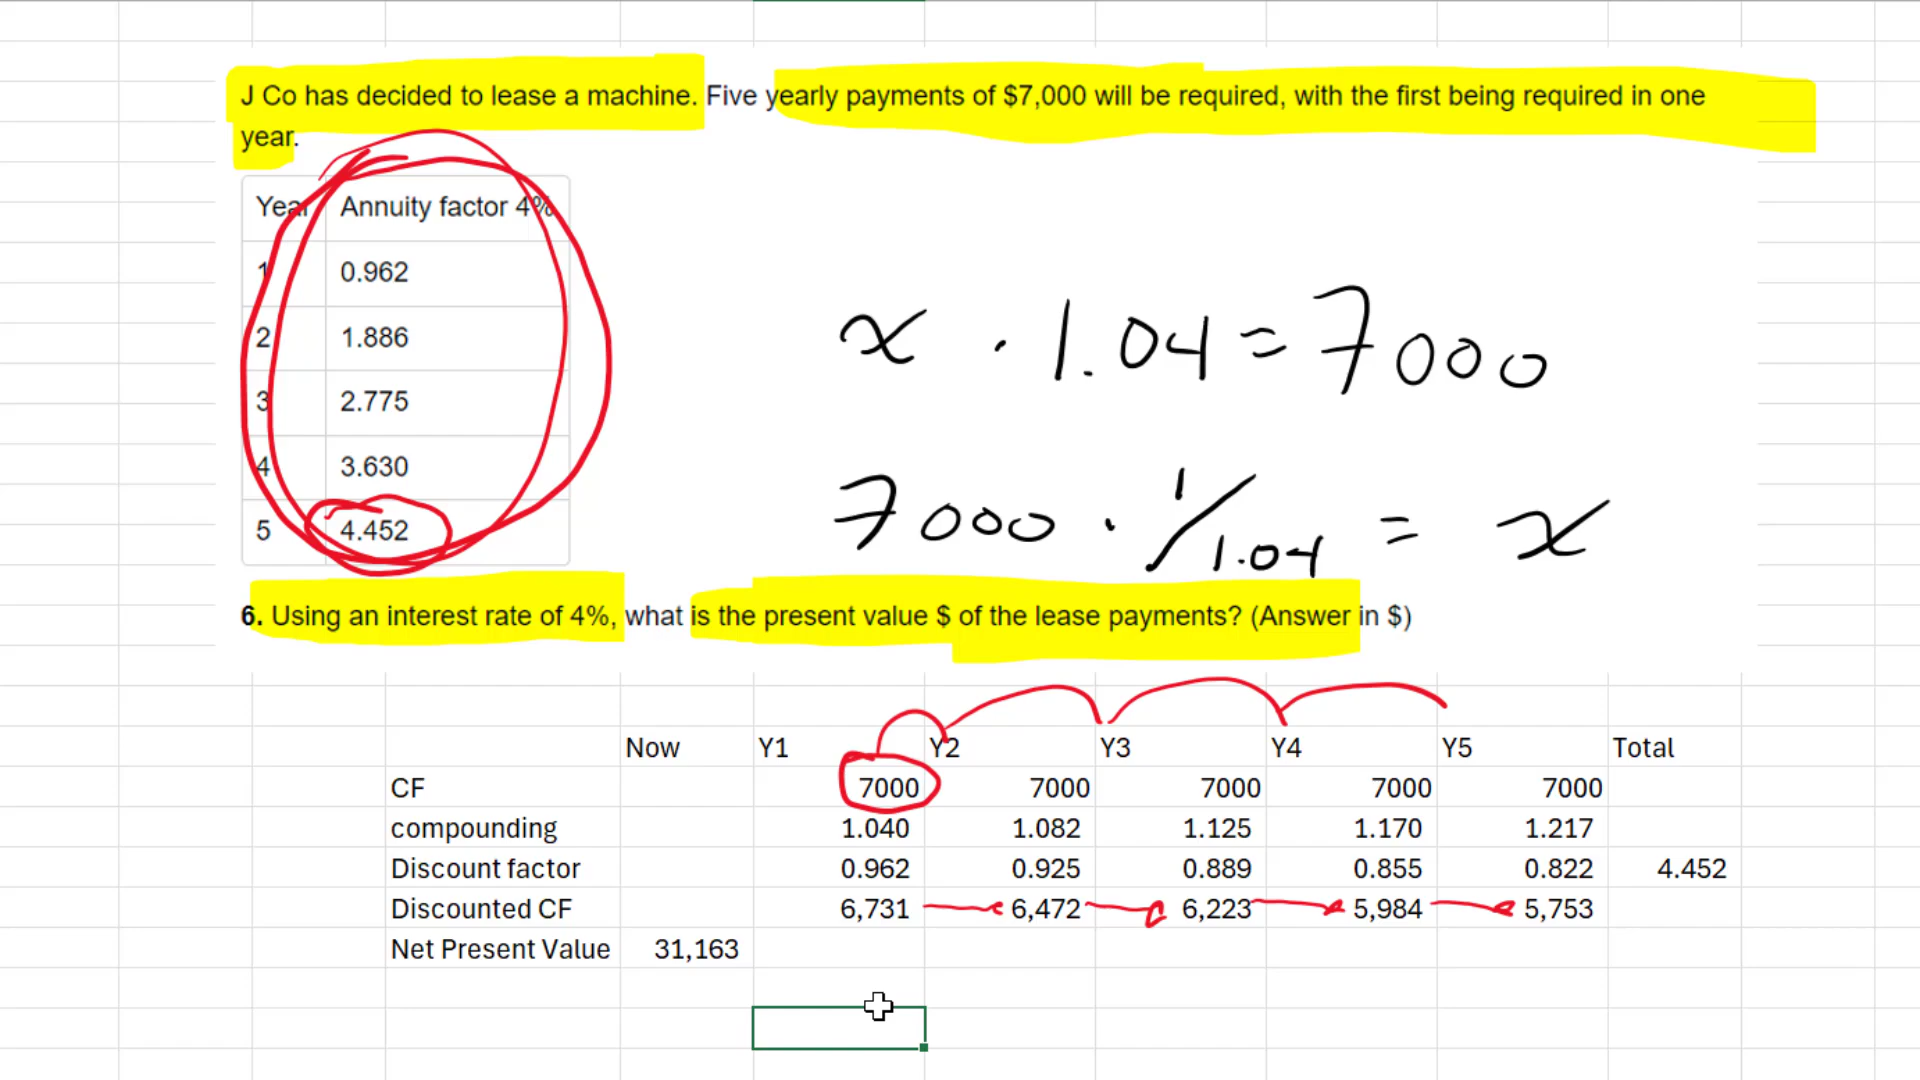 J Co has decided to lease a machine. Five yearly payments of $7,000 will be required, with the first being required in one
year.
Year Annuity factor 4%
1 0.962
2 1.886
3 2.775
4 3.630
5 4.452
x · 1.04 = 7000
7000 · 1/1.04 = x
6. Using an interest rate of 4%, what is the present value $ of the lease payments? (Answer in $)
Now Y1 Y2 Y3 Y4 Y5 Total
CF 7000 7000 7000 7000 7000
compounding 1.040 1.082 1.125 1.170 1.217
Discount factor 0.962 0.925 0.889 0.855 0.822 4.452
Discounted CF 6,731 6,472 6,223 5,984 5,753
Net Present Value 31,163